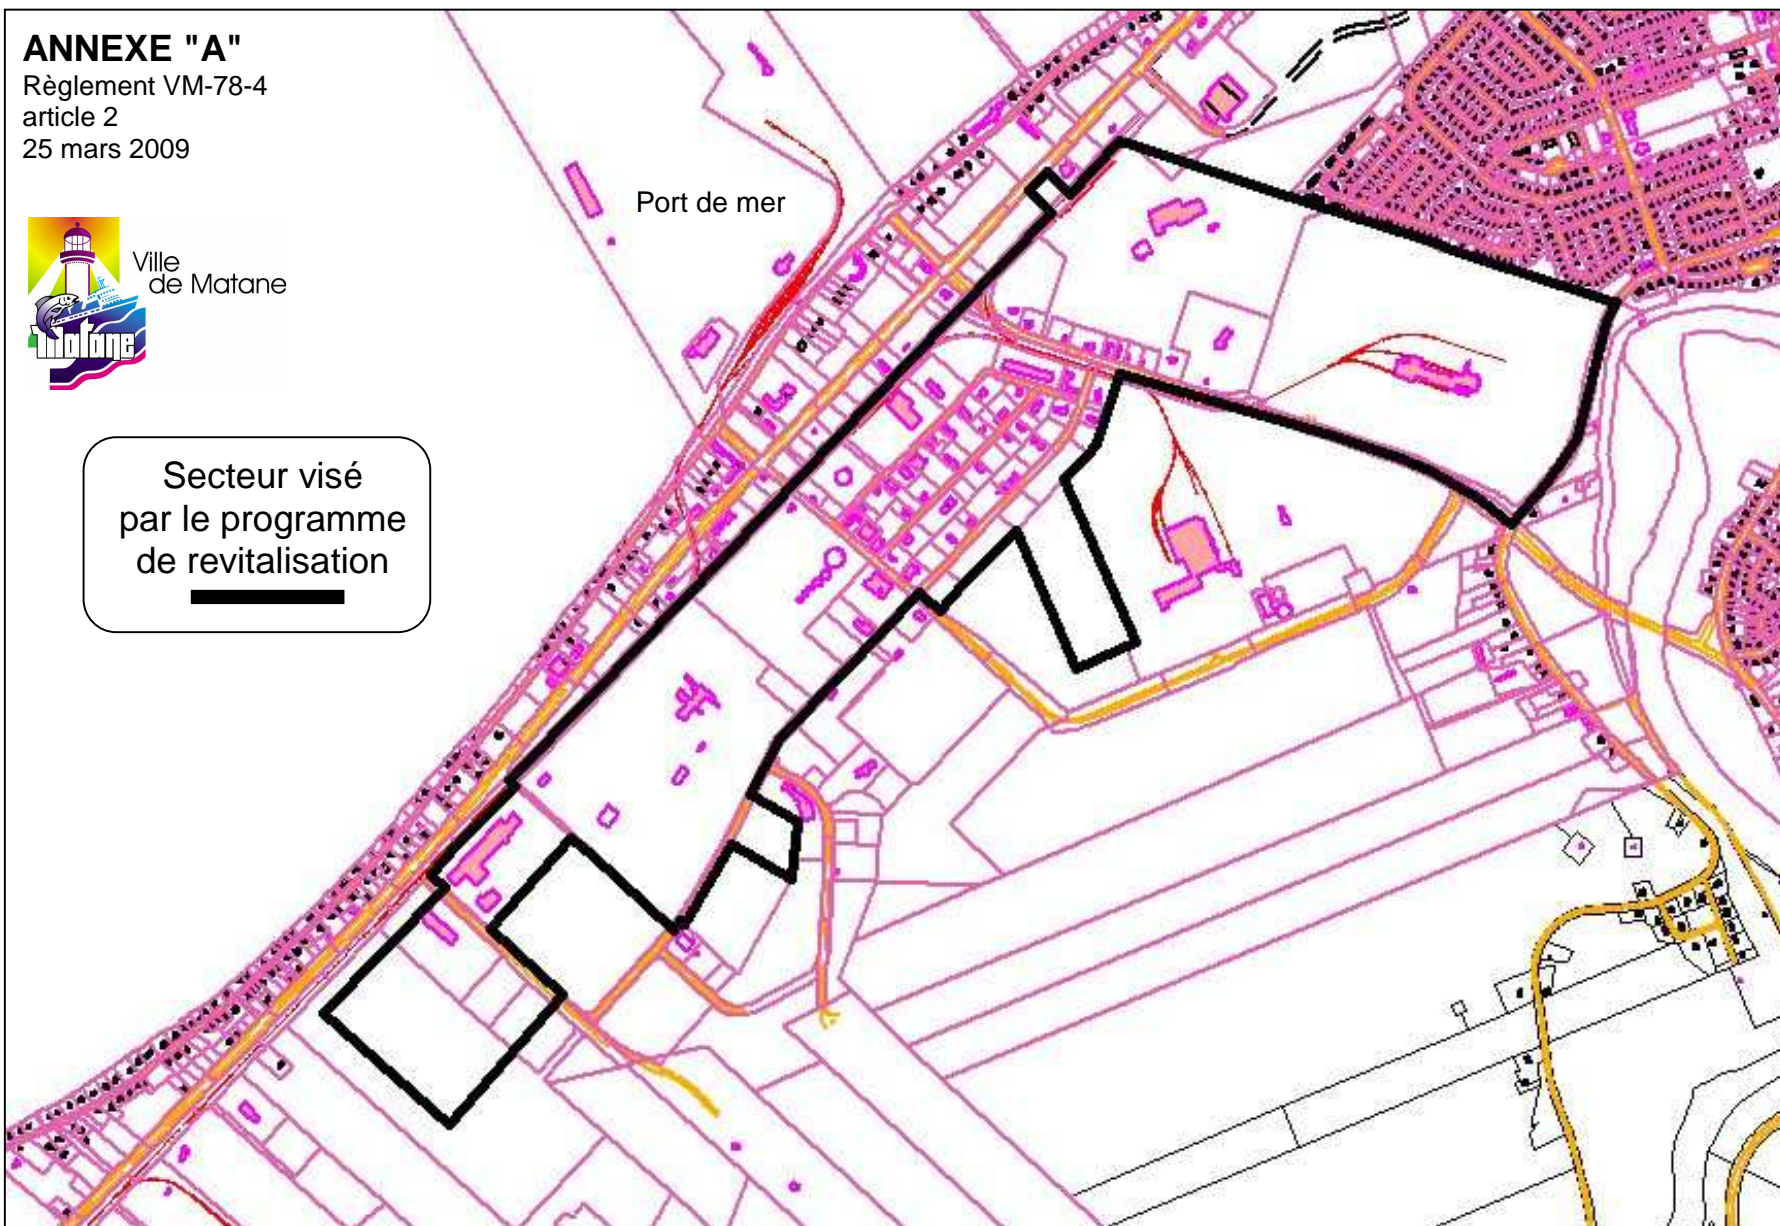 ANNEXE "A"
Règlement VM-78-4
article 2
25 mars 2009
Port de mer
Ville
de Matane
Matane
Secteur visé
par le programme
de revitalisation